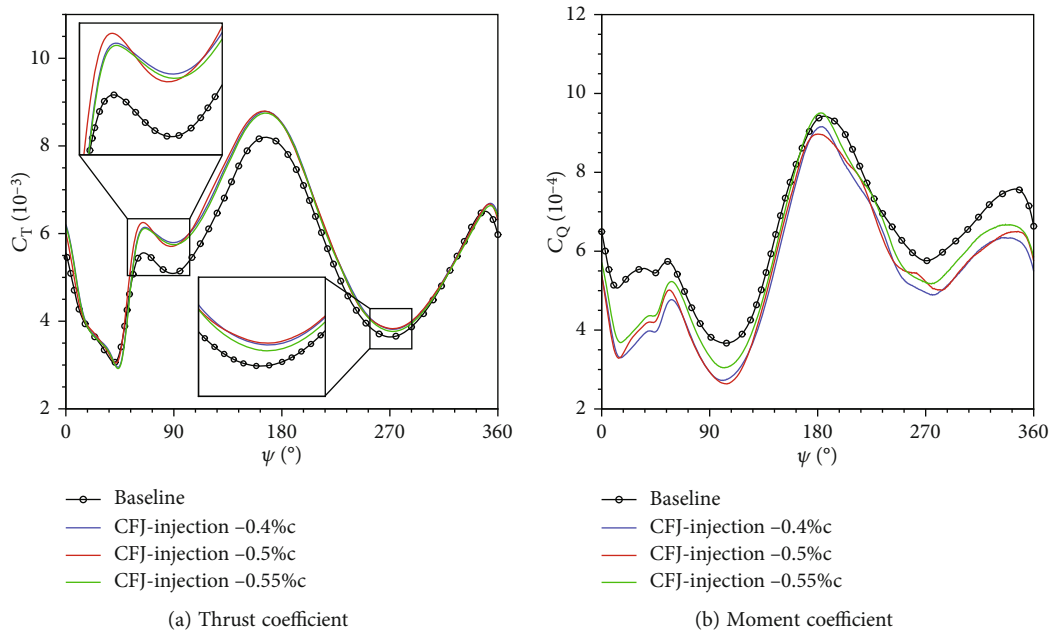 10
8
6
4
2
C_T (10⁻³)
0 90 180 270 360
ψ (°)
Baseline
CFJ-injection –0.4%c
CFJ-injection –0.5%c
CFJ-injection –0.55%c
(a) Thrust coefficient
12
10
8
6
4
2
C_Q (10⁻⁴)
0 90 180 270 360
ψ (°)
Baseline
CFJ-injection –0.4%c
CFJ-injection –0.5%c
CFJ-injection –0.55%c
(b) Moment coefficient